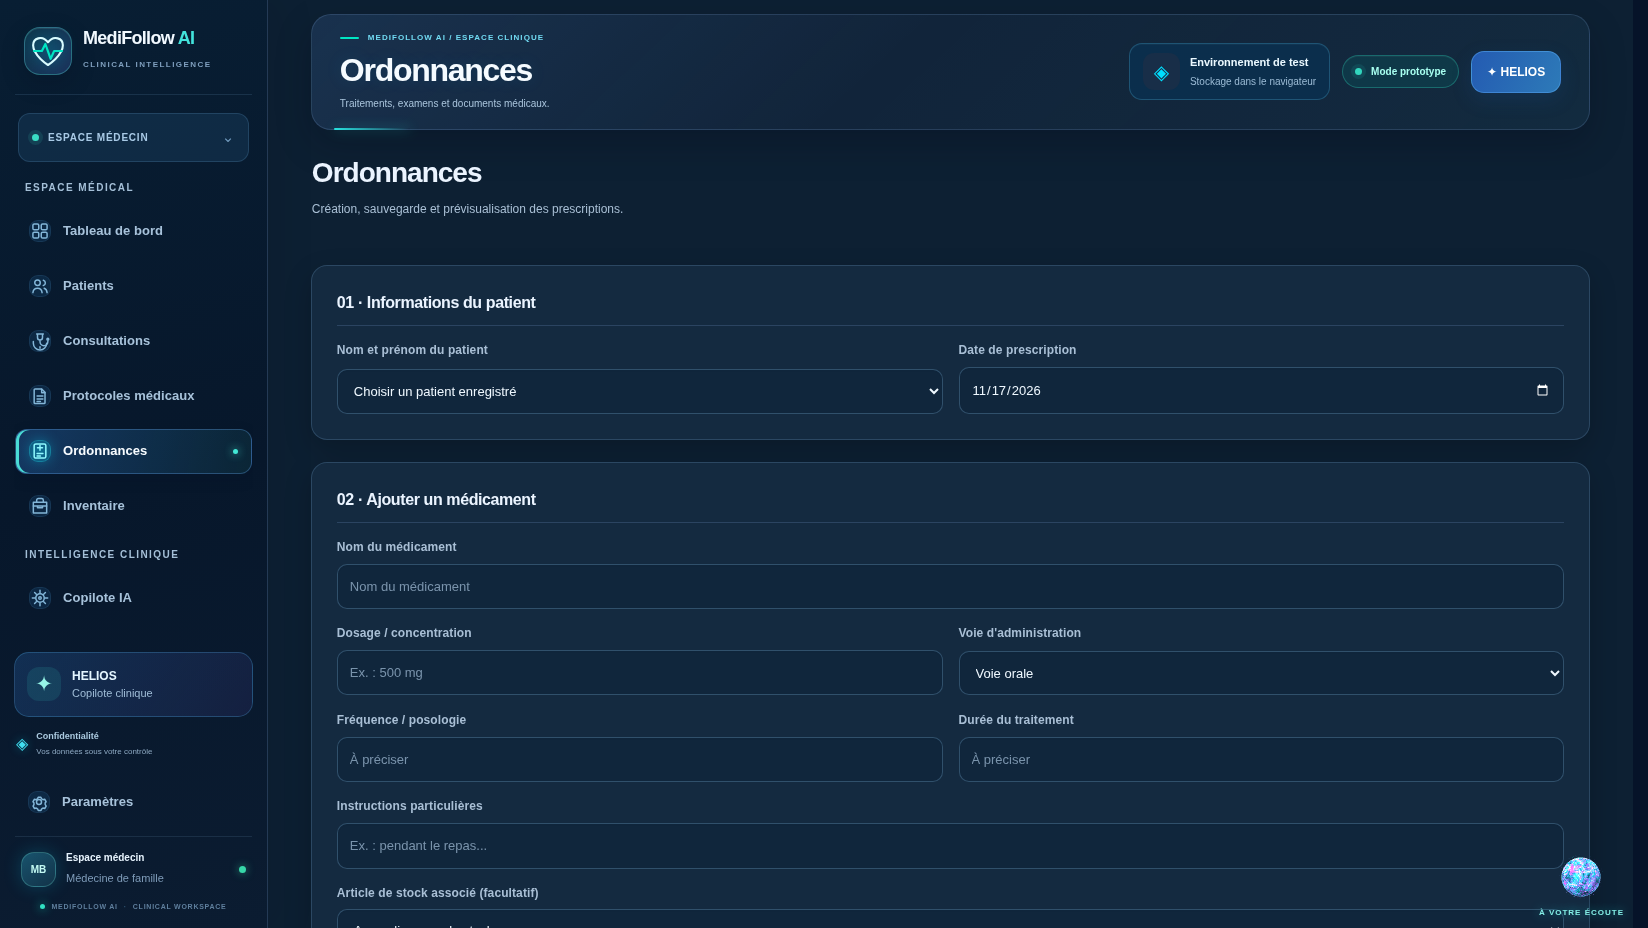 MediFollow AI
CLINICAL INTELLIGENCE
ESPACE MÉDECIN
ESPACE MÉDICAL
Tableau de bord
Patients
Consultations
Protocoles médicaux
Ordonnances
Inventaire
INTELLIGENCE CLINIQUE
Copilote IA
HELIOS
Copilote clinique
Confidentialité
Vos données sous votre contrôle
Paramètres
MB
Espace médecin
Médecine de famille
MEDIFOLLOW AI · CLINICAL WORKSPACE
MEDIFOLLOW AI / ESPACE CLINIQUE
Ordonnances
Traitements, examens et documents médicaux.
Environnement de test
Stockage dans le navigateur
Mode prototype
✦ HELIOS
Ordonnances
Création, sauvegarde et prévisualisation des prescriptions.
01 · Informations du patient
Nom et prénom du patient
Date de prescription
Choisir un patient enregistré
11/17/2026
02 · Ajouter un médicament
Nom du médicament
Nom du médicament
Dosage / concentration
Voie d'administration
Ex. : 500 mg
Voie orale
Fréquence / posologie
Durée du traitement
À préciser
À préciser
Instructions particulières
Ex. : pendant le repas...
Article de stock associé (facultatif)
À VOTRE ÉCOUTE